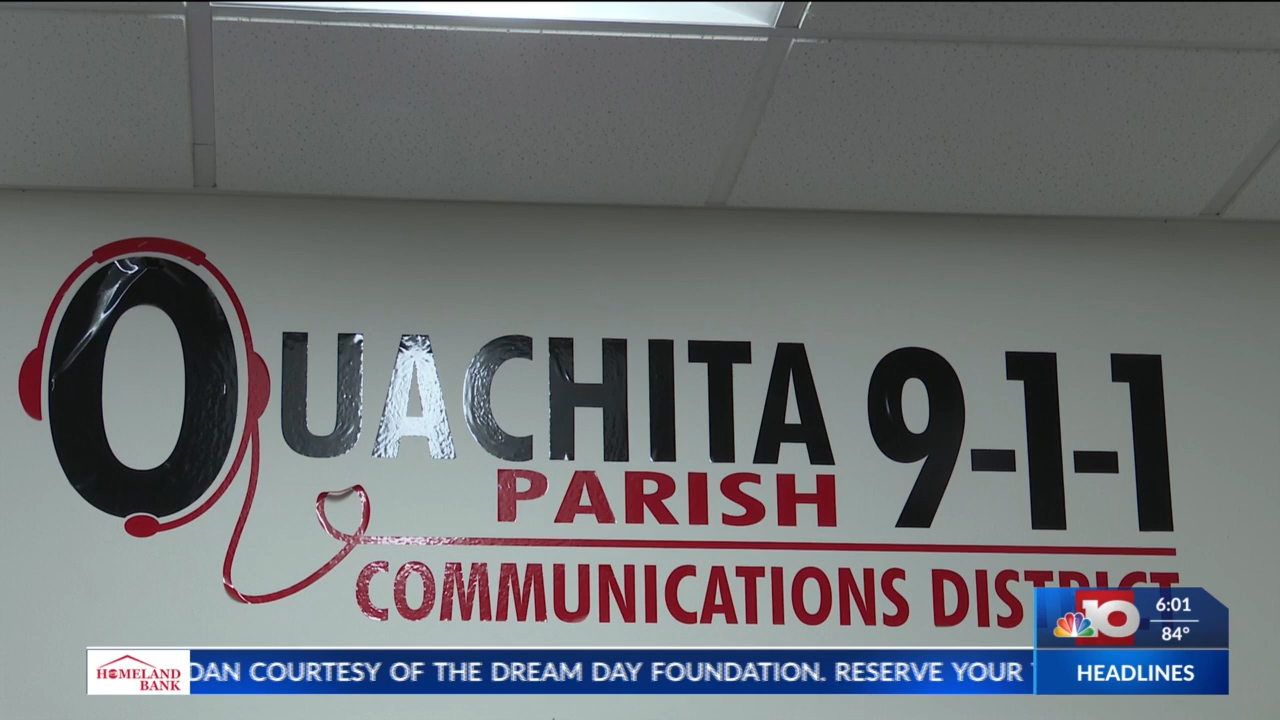 OUACHITA 9-1-1
PARISH
COMMUNICATIONS DISTRICT
10
6:01
84°
HOMELAND
BANK
DAN COURTESY OF THE DREAM DAY FOUNDATION. RESERVE YOUR
HEADLINES